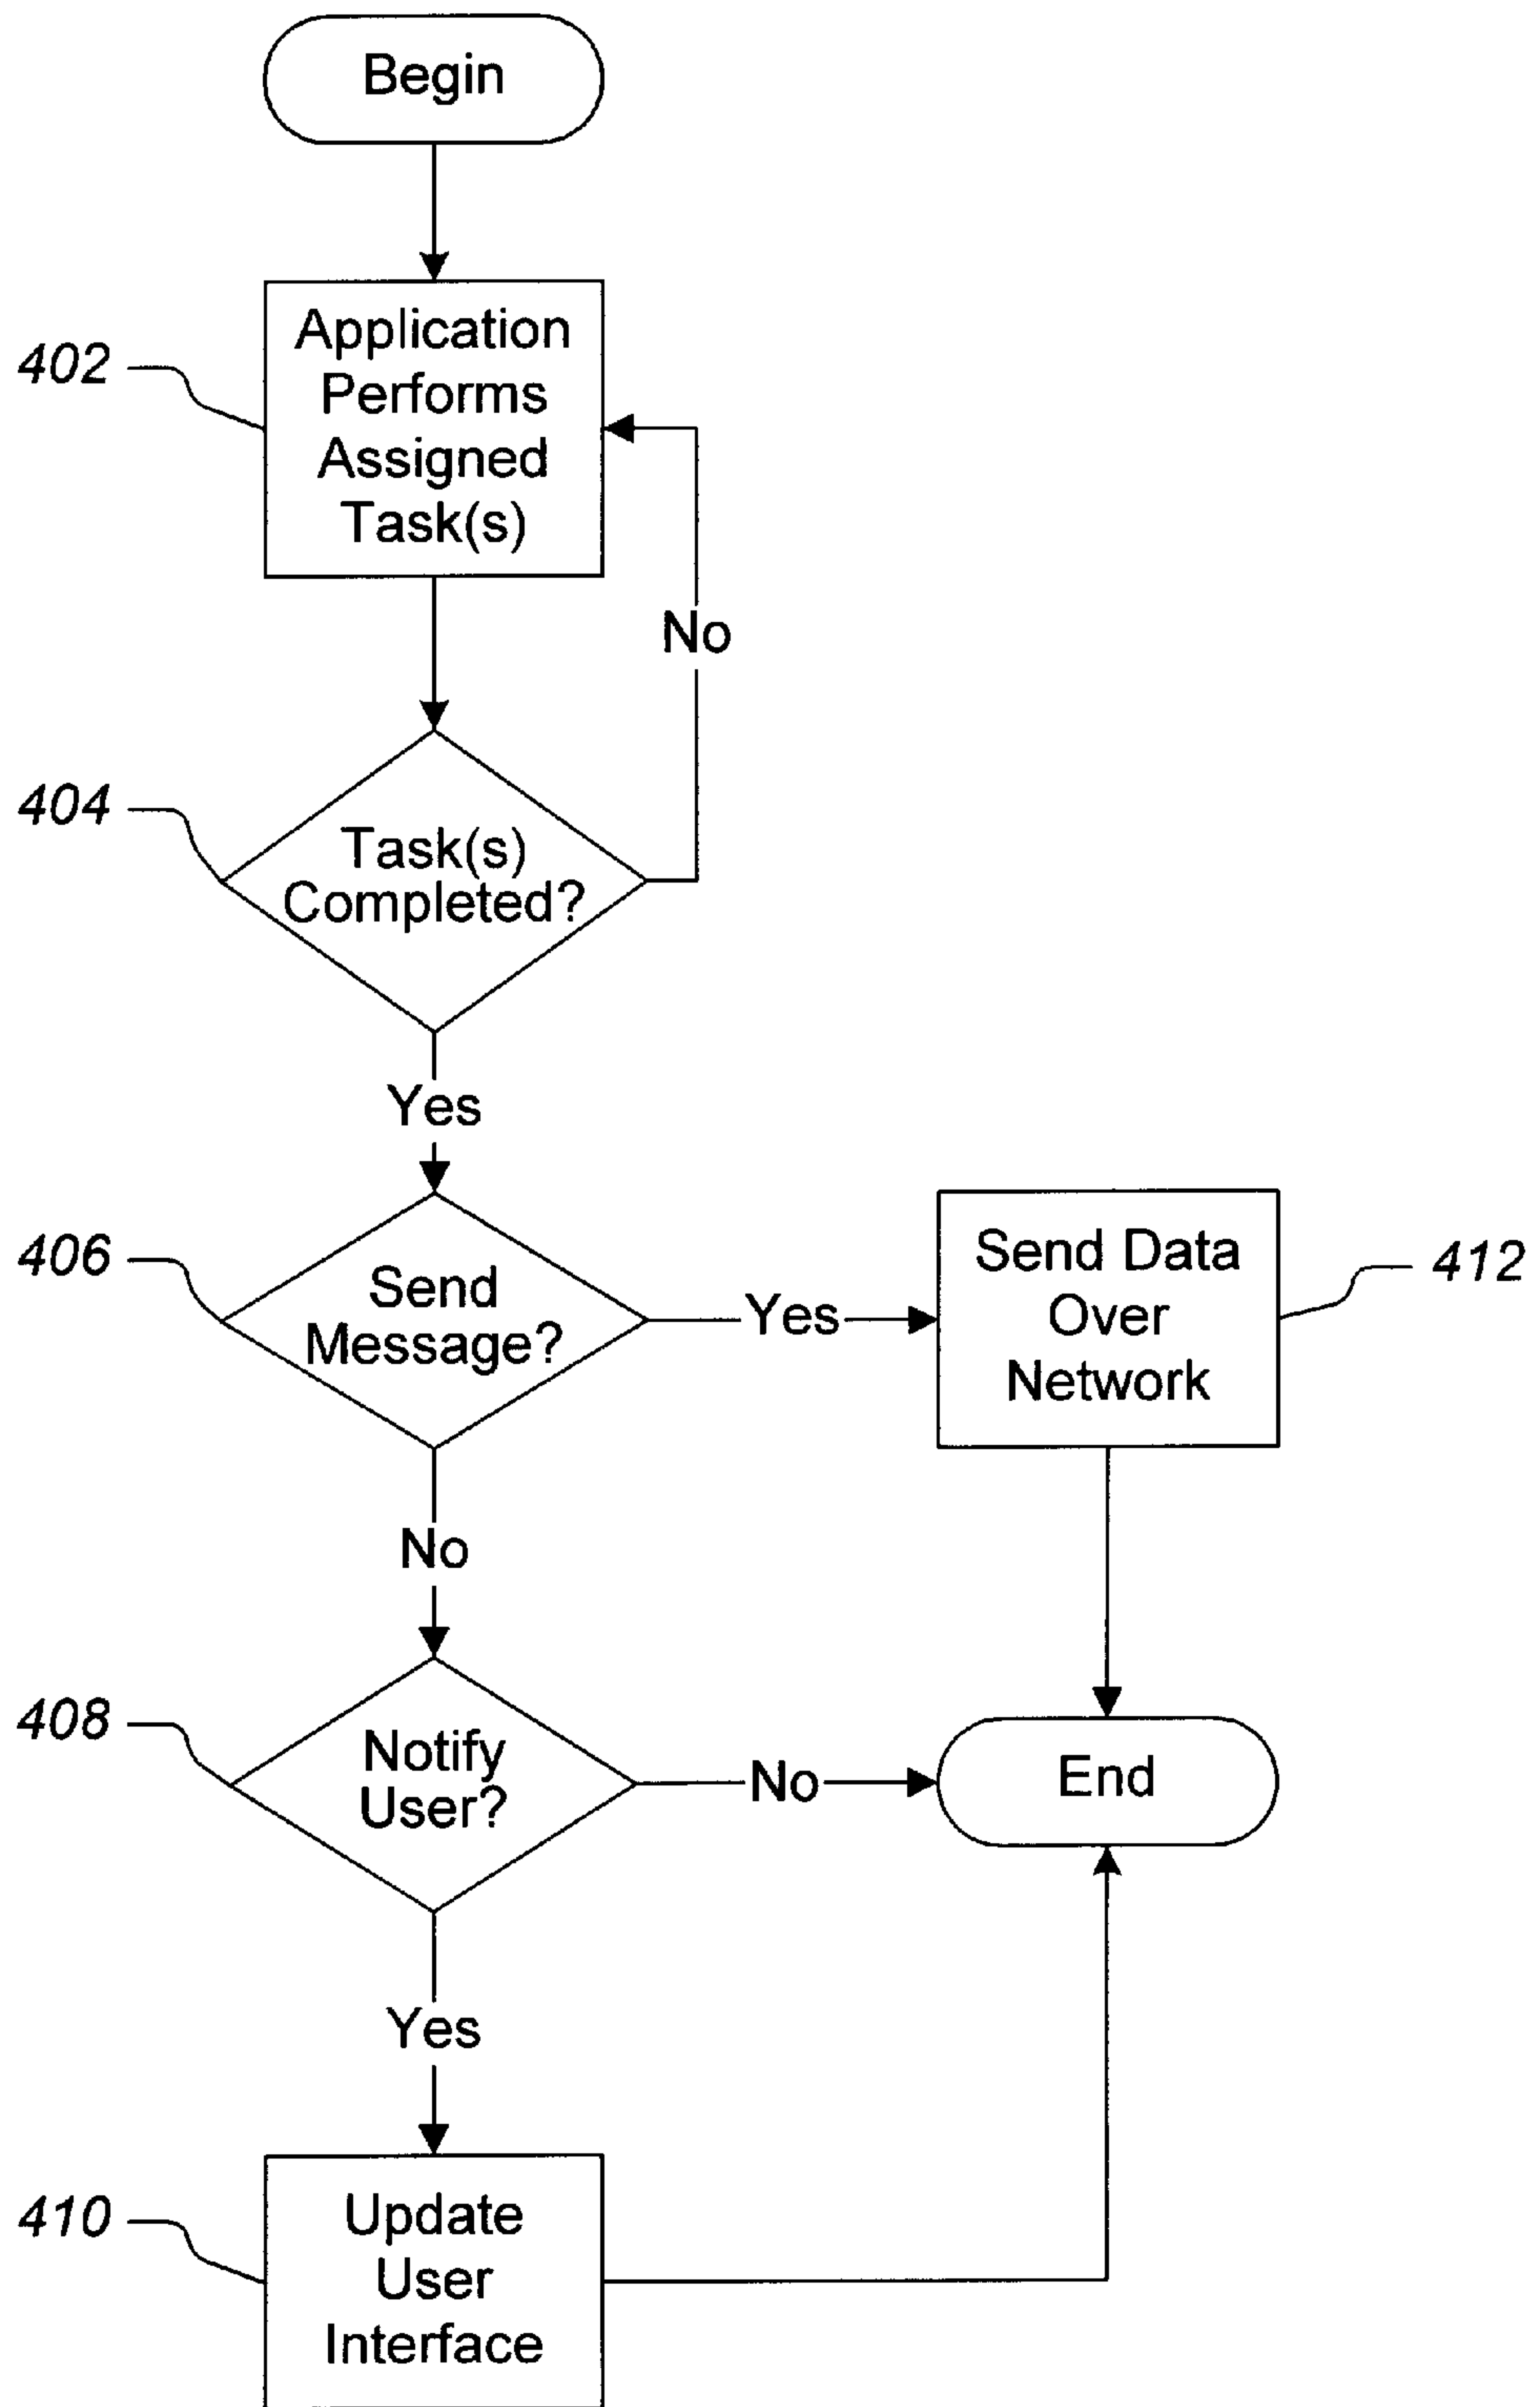 Begin
402
Application
Performs
Assigned
Task(s)
No
404
Task(s)
Completed?
Yes
406
Send
Message?
Yes
Send Data
Over
Network
412
No
408
Notify
User?
No
End
Yes
410
Update
User
Interface